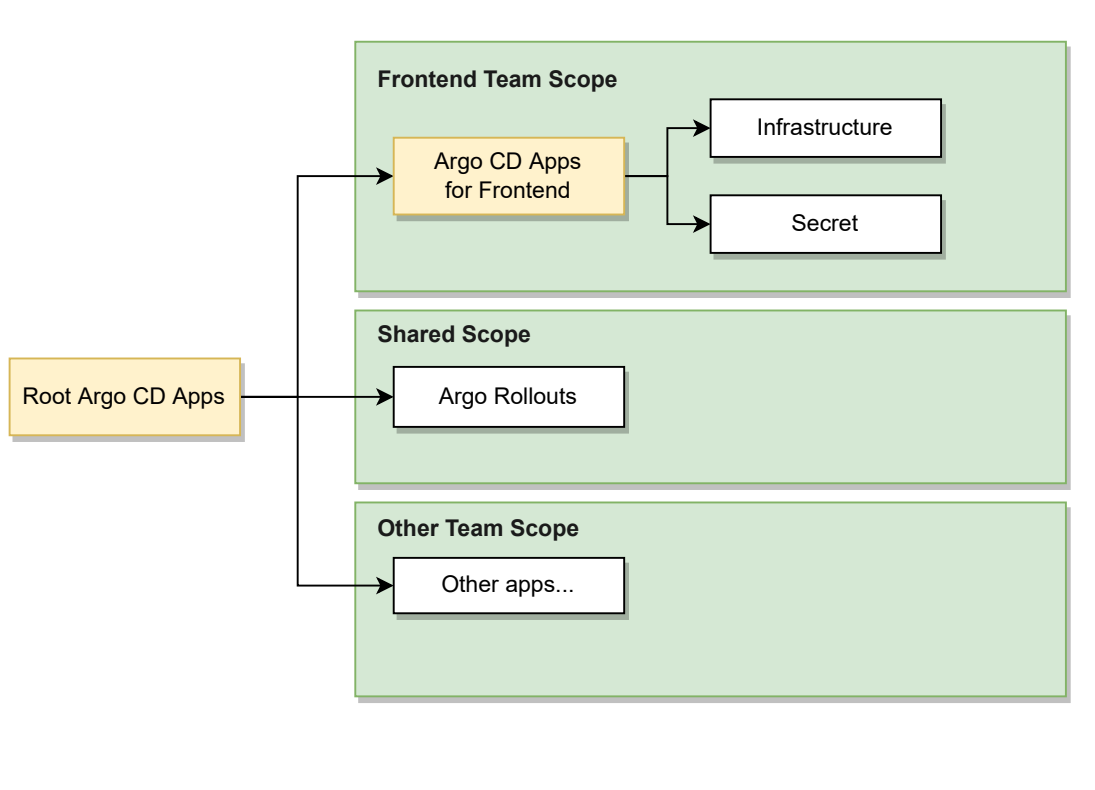 Frontend Team Scope
Infrastructure
Argo CD Apps
for Frontend
Secret
Shared Scope
Root Argo CD Apps
Argo Rollouts
Other Team Scope
Other apps...